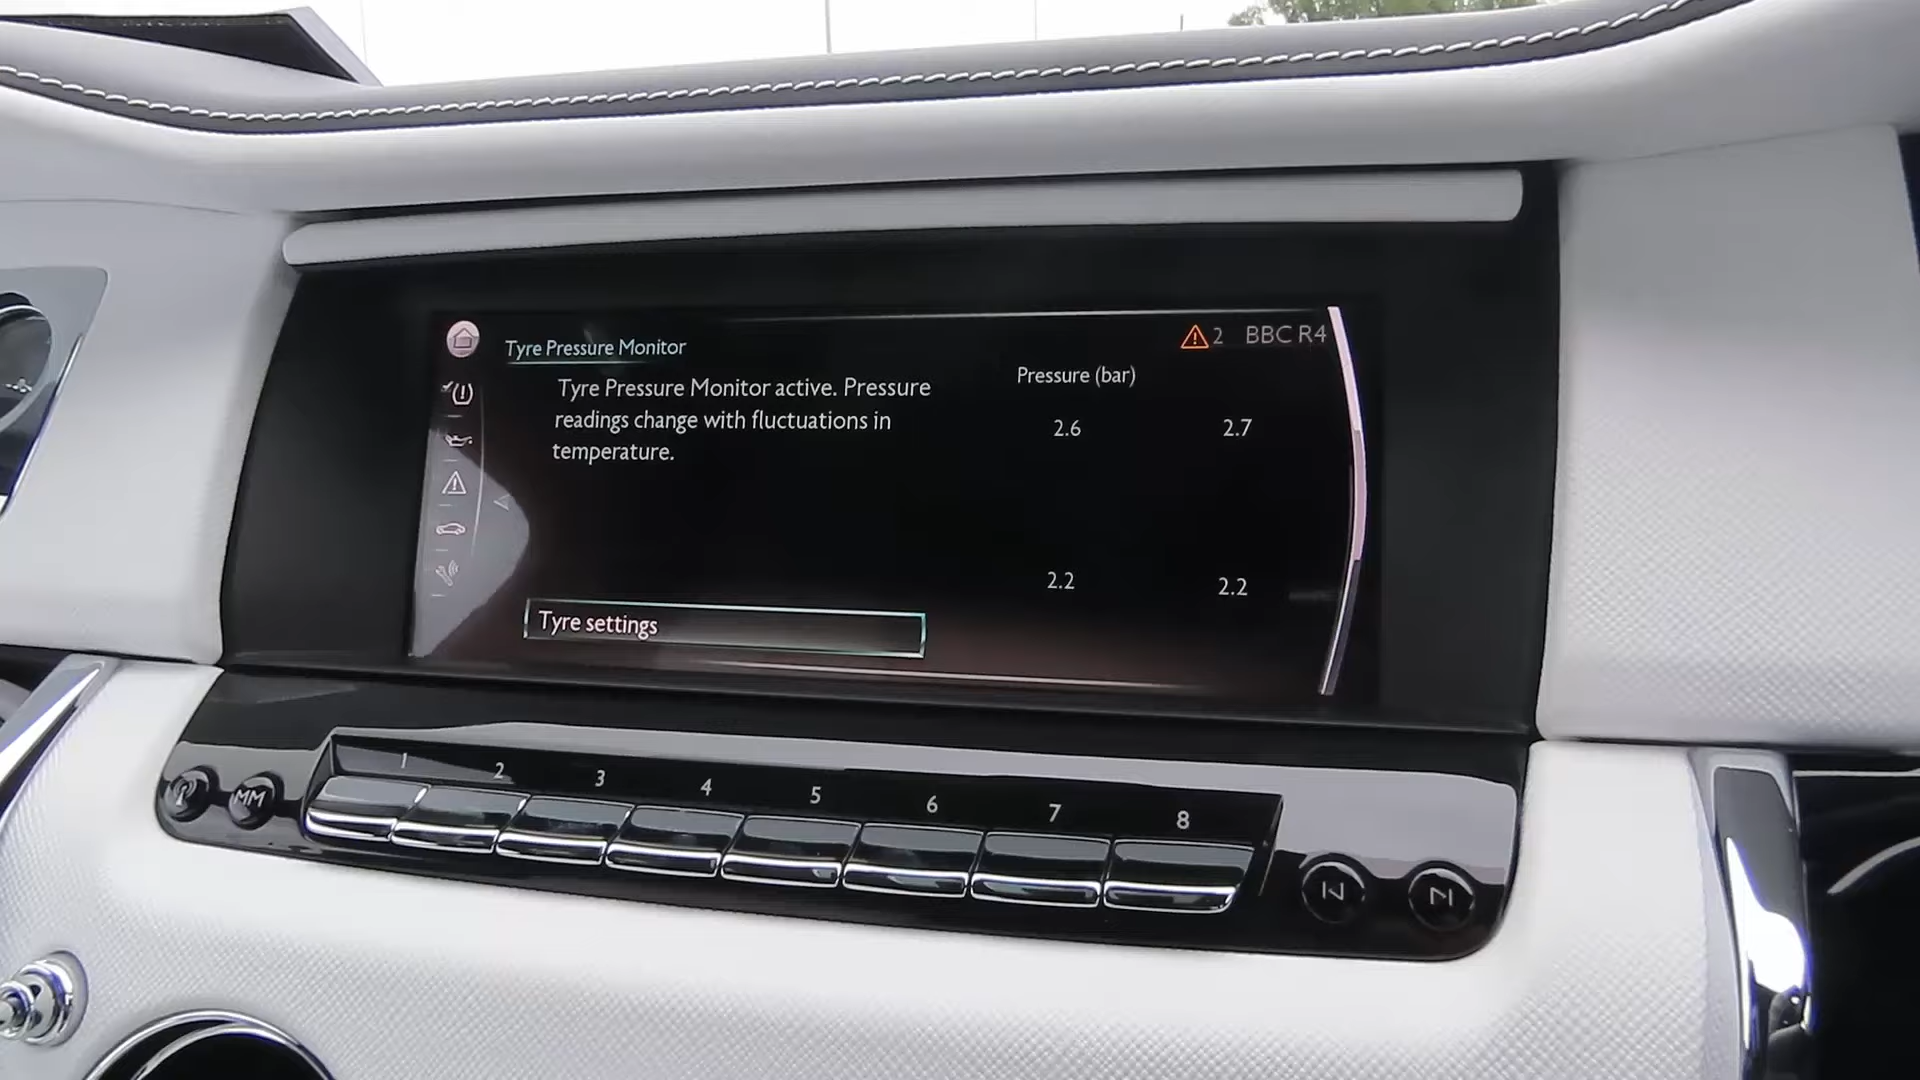 2 BBC R4
Tyre Pressure Monitor
Tyre Pressure Monitor active. Pressure
readings change with fluctuations in
temperature.
Pressure (bar)
2.6 2.7
2.2 2.2
Tyre settings
1 2 3 4 5 6 7 8
MM